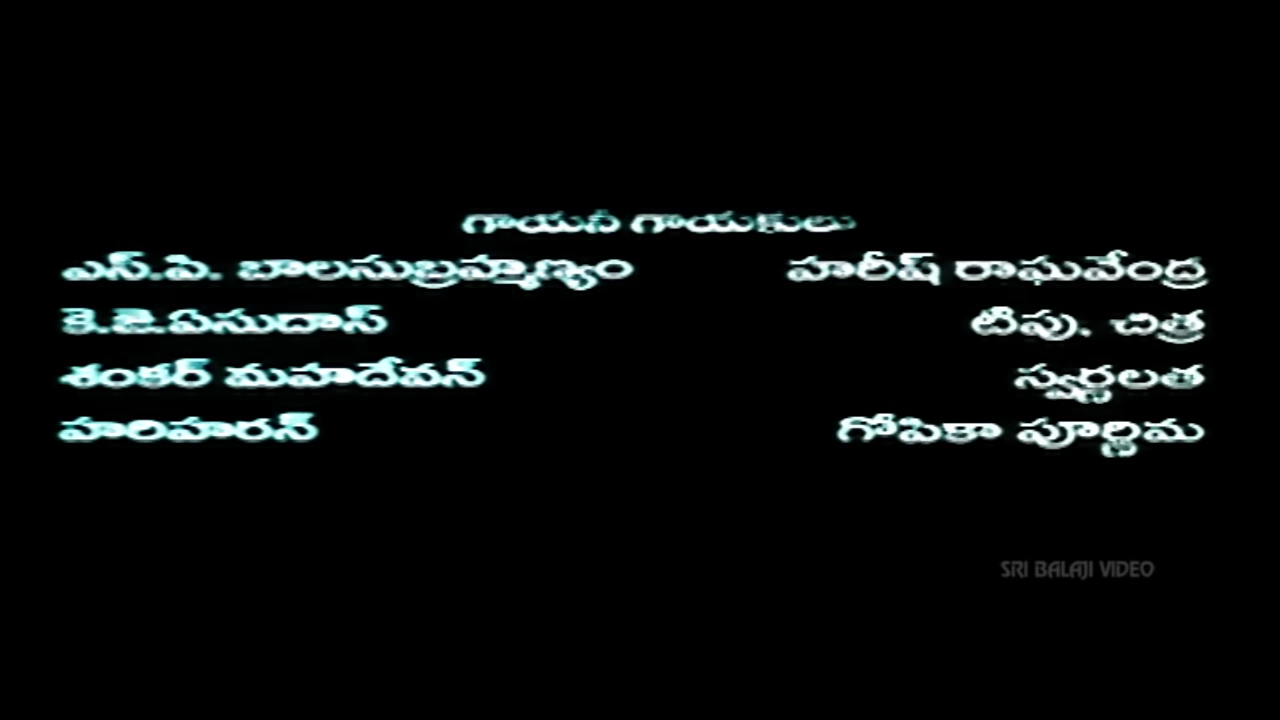 గాయనీ గాయకులు
ఎస్.పి. బాలసుబ్రహ్మణ్యం హరీష్ రాఘవేంద్ర
కె.జె.ఏసుదాస్ టిపు. చిత్ర
శంకర్ మహదేవన్ స్వర్ణలత
హరిహరన్ గోపికా పూర్ణిమ
SRI BALAJI VIDEO